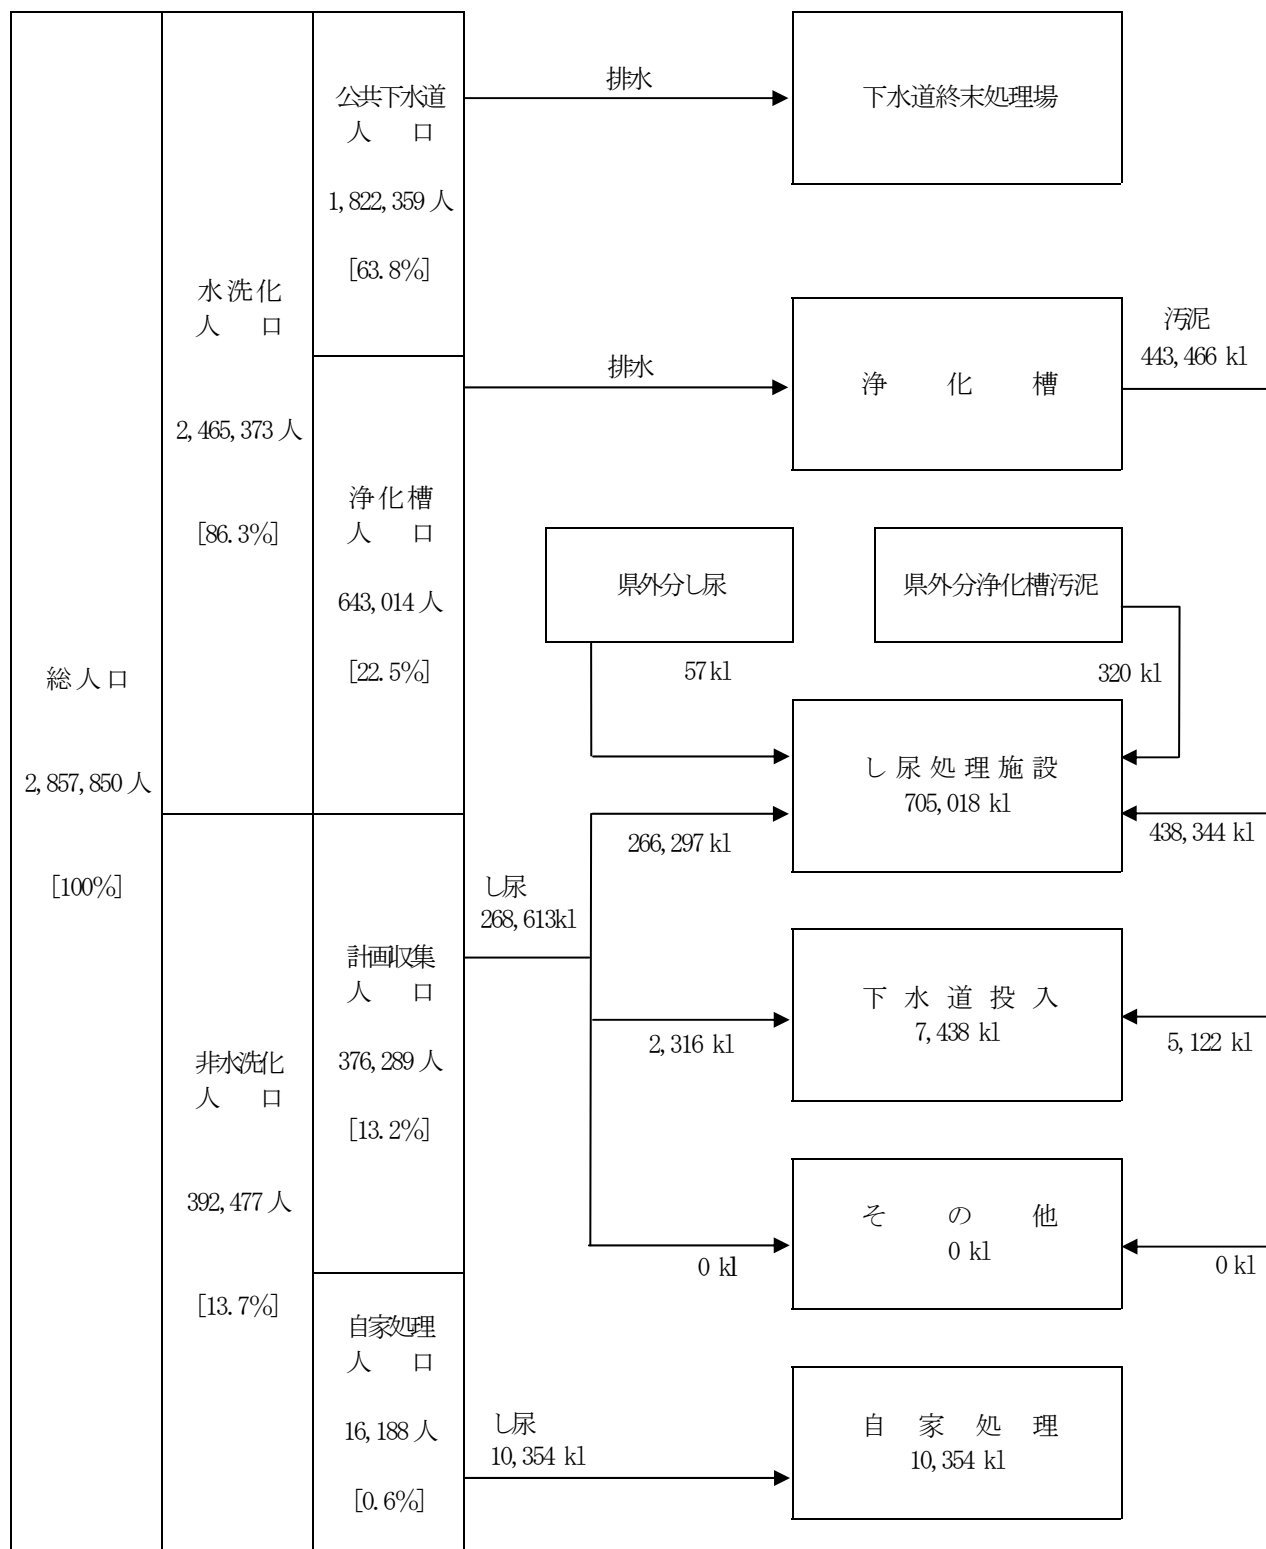 総人口
2,857,850人
[100%]
水洗化
人口
2,465,373人
[86.3%]
非水洗化
人口
392,477人
[13.7%]
公共下水道
人口
1,822,359人
[63.8%]
浄化槽
人口
643,014人
[22.5%]
計画収集
人口
376,289人
[13.2%]
自家処理
人口
16,188人
[0.6%]
排水
下水道終末処理場
排水
浄化槽
汚泥
443,466 kl
県外分し尿
57 kl
県外分浄化槽汚泥
320 kl
し尿処理施設
705,018 kl
266,297 kl
438,344 kl
し尿
268,613kl
下水道投入
7,438 kl
2,316 kl
5,122 kl
その他
0 kl
0 kl
0 kl
し尿
10,354 kl
自家処理
10,354 kl